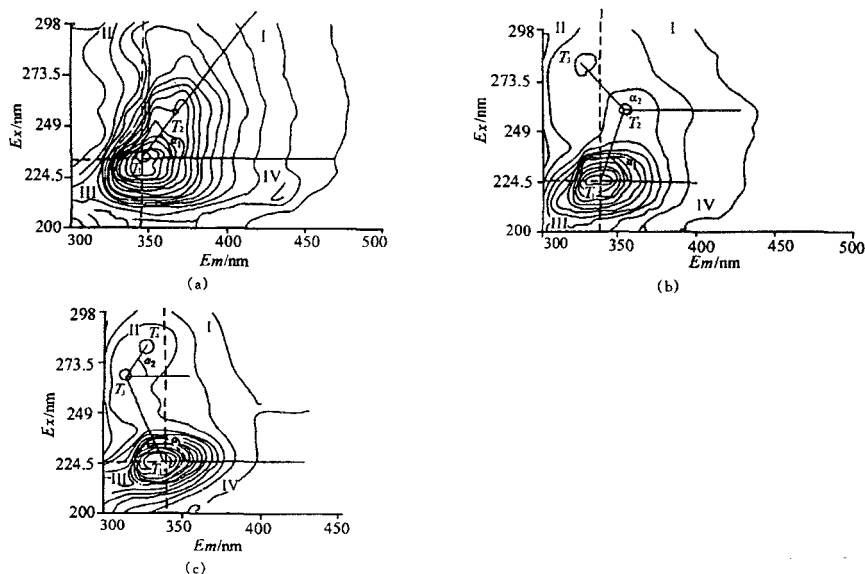 298
273.5
249
224.5
200
Ex/nm
300
350
400
450
500
Em/nm
II
I
III
IV
T₂
(a)
298
273.5
249
224.5
200
Ex/nm
300
350
400
450
500
Em/nm
II
I
III
IV
T₃
α₂
T₂
T₁
(b)
298
273.5
249
224.5
200
Ex/nm
300
350
400
450
Em/nm
II
I
III
IV
T₄
α₂
T₃
T₁
(c)